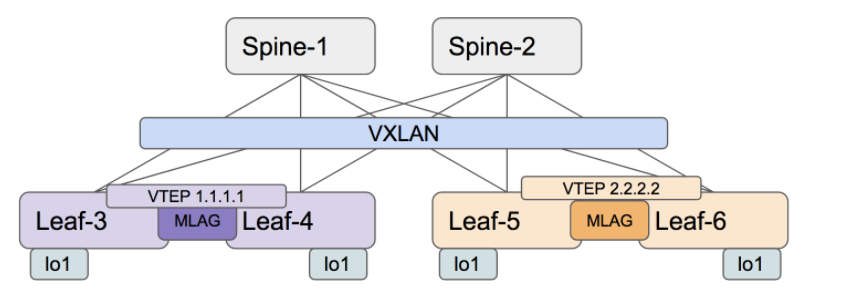 Spine-1
Spine-2
VXLAN
VTEP 1.1.1.1
VTEP 2.2.2.2
Leaf-3
MLAG
Leaf-4
Leaf-5
MLAG
Leaf-6
lo1
lo1
lo1
lo1